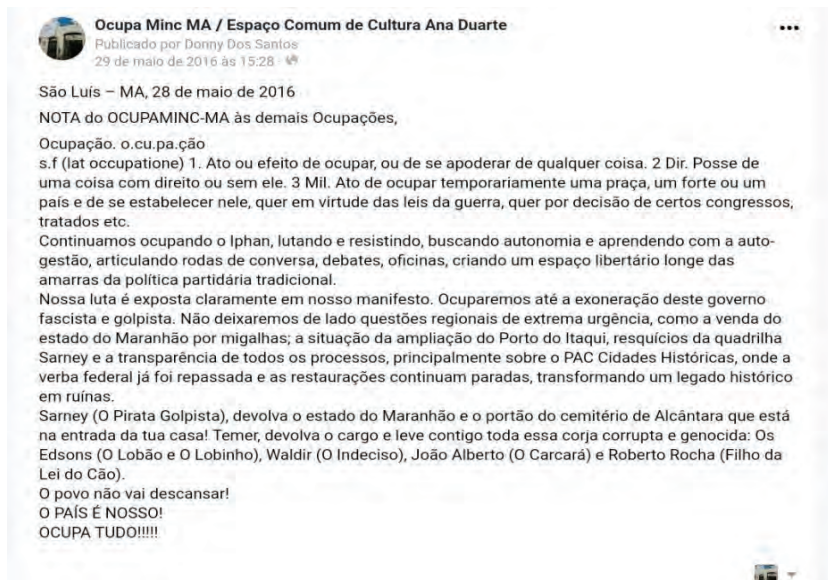 Ocupa Minc MA / Espaço Comum de Cultura Ana Duarte
Publicado por Donny Dos Santos
29 de maio de 2016 às 15:28
São Luís – MA, 28 de maio de 2016
NOTA do OCUPAMINC-MA às demais Ocupações,
Ocupação. o.cu.pa.ção
s.f (lat occupatione) 1. Ato ou efeito de ocupar, ou de se apoderar de qualquer coisa. 2 Dir. Posse de
uma coisa com direito ou sem ele. 3 Mil. Ato de ocupar temporariamente uma praça, um forte ou um
país e de se estabelecer nele, quer em virtude das leis da guerra, quer por decisão de certos congressos,
tratados etc.
Continuamos ocupando o Iphan, lutando e resistindo, buscando autonomia e aprendendo com a auto-
gestão, articulando rodas de conversa, debates, oficinas, criando um espaço libertário longe das
amarras da política partidária tradicional.
Nossa luta é exposta claramente em nosso manifesto. Ocuparemos até a exoneração deste governo
fascista e golpista. Não deixaremos de lado questões regionais de extrema urgência, como a venda do
estado do Maranhão por migalhas; a situação da ampliação do Porto do Itaqui, resquícios da quadrilha
Sarney e a transparência de todos os processos, principalmente sobre o PAC Cidades Históricas, onde a
verba federal já foi repassada e as restaurações continuam paradas, transformando um legado histórico
em ruínas.
Sarney (O Pirata Golpista), devolva o estado do Maranhão e o portão do cemitério de Alcântara que está
na entrada da tua casa! Temer, devolva o cargo e leve contigo toda essa corja corrupta e genocida: Os
Edsons (O Lobão e O Lobinho), Waldir (O Indeciso), João Alberto (O Carcará) e Roberto Rocha (Filho da
Lei do Cão).
O povo não vai descansar!
O PAÍS É NOSSO!
OCUPA TUDO!!!!!